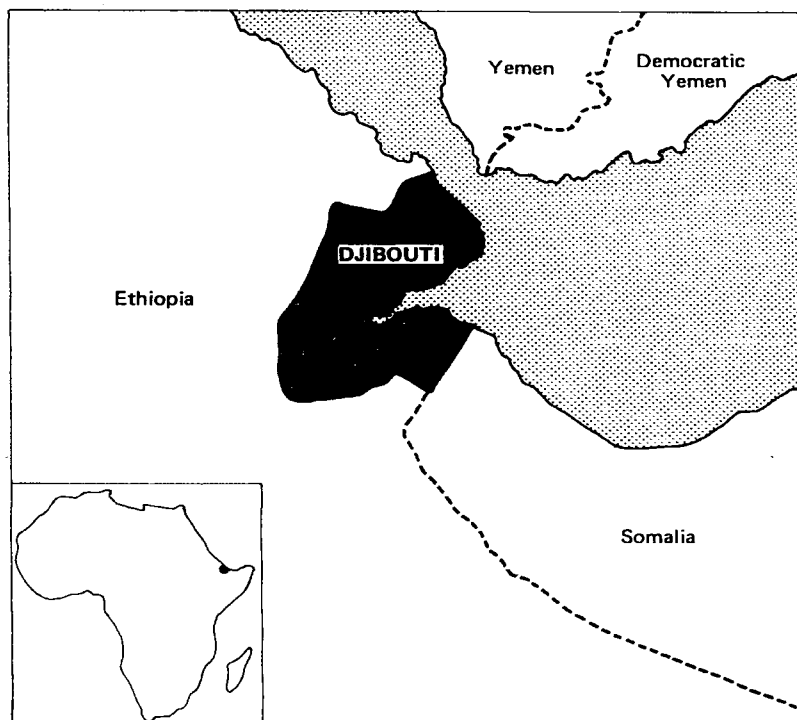 Yemen
Democratic
Yemen
DJIBOUTI
Ethiopia
Somalia